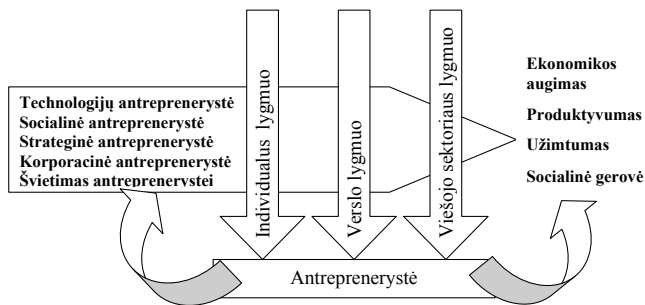 Technologijų antreprenerystė
Socialinė antreprenerystė
Strateginė antreprenerystė
Korporacinė antreprenerystė
Švietimas antreprenerystei
Individualus lygmuo
Verslo lygmuo
Viešojo sektoriaus lygmuo
Ekonomikos
augimas
Produktyvumas
Užimtumas
Socialinė gerovė
Antreprenerystė